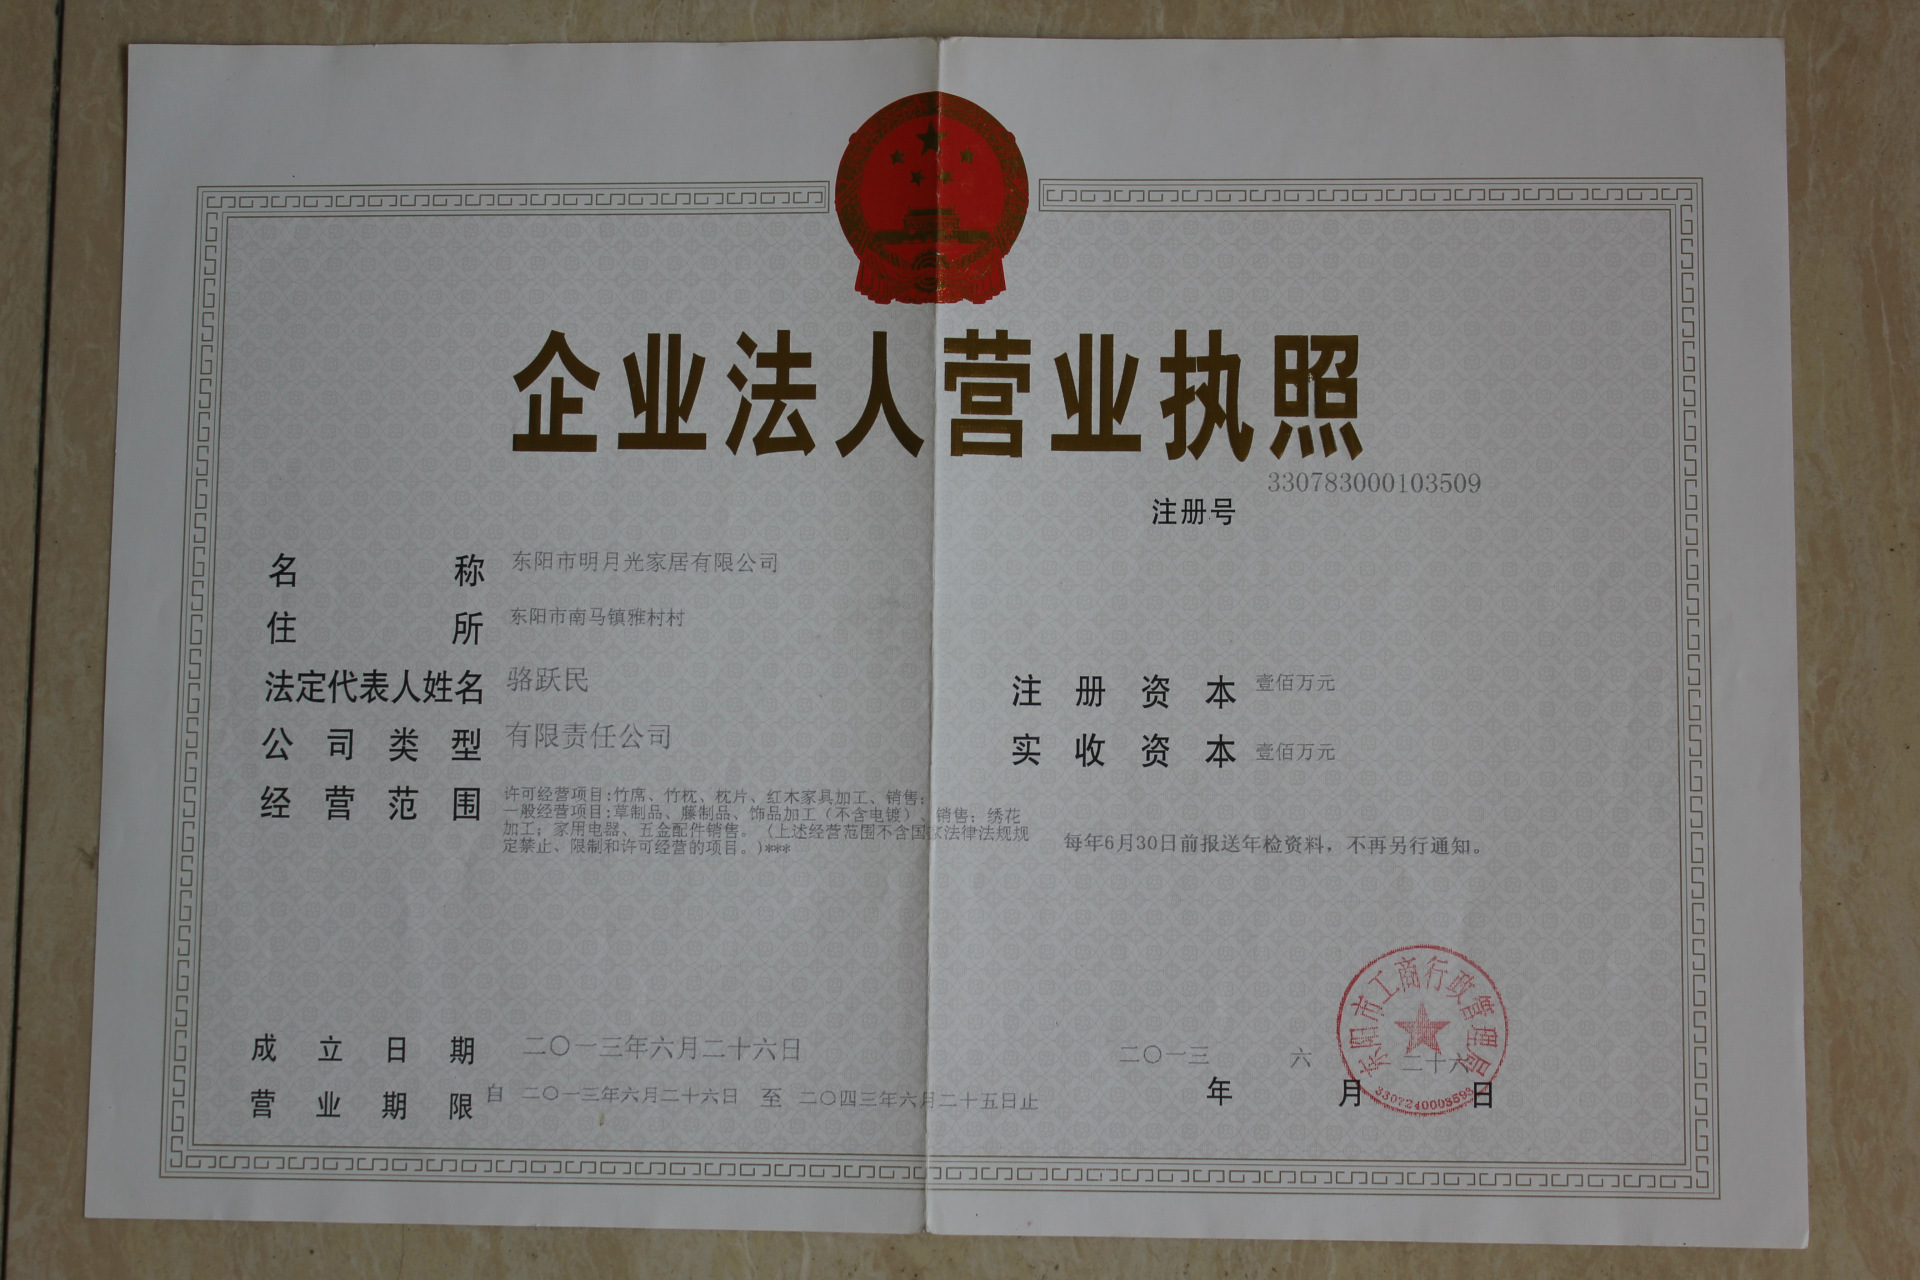 企业法人营业执照
注册号 330783000103509
名称 东阳市明月光家居有限公司
住所 东阳市南马镇雅村村
法定代表人姓名 骆跃民
注册资本 壹佰万元
公司类型 有限责任公司
实收资本 壹佰万元
经营范围 许可经营项目:竹席、竹枕、枕片、红木家具加工、销售;
一般经营项目:草制品、藤制品、饰品加工（不含电镀）、销售；绣花
加工；家用电器、五金配件销售。（上述经营范围不含国家法律法规规
定禁止、限制和许可经营的项目。)***
每年6月30日前报送年检资料，不再另行通知。
成立日期 二〇一三年六月二十六日
营业期限 自 二〇一三年六月二十六日 至 二〇四三年六月二十五日止
二〇一三年六月二十六日
东阳市工商行政管理局